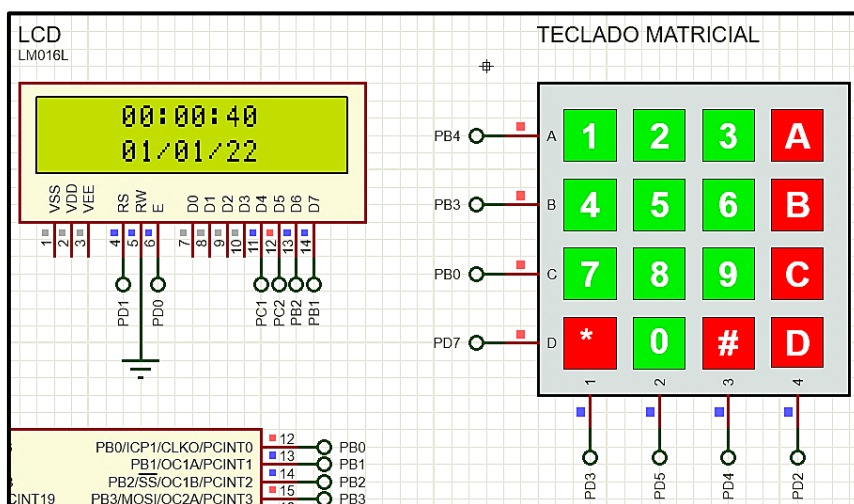 LCD
LM016L
00:00:40
01/01/22
VSS VDD VEE RS RW E D0 D1 D2 D3 D4 D5 D6 D7
1 2 3 4 5 6 7 8 9 10 11 12 13 14
PD1 PD0 PC1 PC2 PB2 PB1
TECLADO MATRICIAL
PB4 A 1 2 3 A
PB3 B 4 5 6 B
PB0 C 7 8 9 C
PD7 D * 0 # D
1 2 3 4
PD3 PD5 PD4 PD2
PB0/ICP1/CLKO/PCINT0 12 PB0
PB1/OC1A/PCINT1 13 PB1
PB2/SS/OC1B/PCINT2 14 PB2
CINT19 PB3/MOSI/OC2A/PCINT3 15 PB3